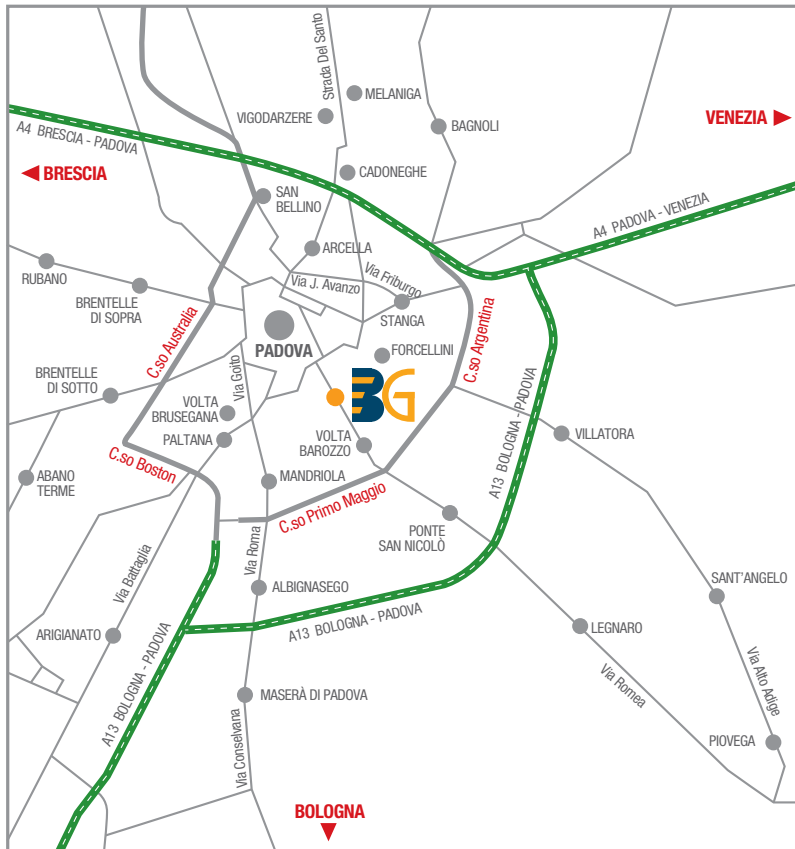 Strada Del Santo
MELANIGA
VIGODARZERE
BAGNOLI
VENEZIA
A4 BRESCIA - PADOVA
BRESCIA
CADONEGHE
SAN
BELLINO
A4 PADOVA - VENEZIA
ARCELLA
RUBANO
Via J. Avanzo
Via Friburgo
BRENTELLE
DI SOPRA
STANGA
C.so Australia
PADOVA
FORCELLINI
C.so Argentina
Via Goito
BRENTELLE
DI SOTTO
BG
VOLTA
BRUSEGANA
PALTANA
VOLTA
BAROZZO
VILLATORA
A13 BOLOGNA - PADOVA
C.so Boston
ABANO
TERME
MANDRIOLA
C.so Primo Maggio
PONTE
SAN NICOLÒ
Via Roma
Via Battaglia
ALBIGNASEGO
SANT'ANGELO
A13 BOLOGNA - PADOVA
LEGNARO
ARIGIANATO
A13 BOLOGNA - PADOVA
Via Romea
Via Alto Adige
MASERÀ DI PADOVA
Via Conselvana
PIOVEGA
BOLOGNA